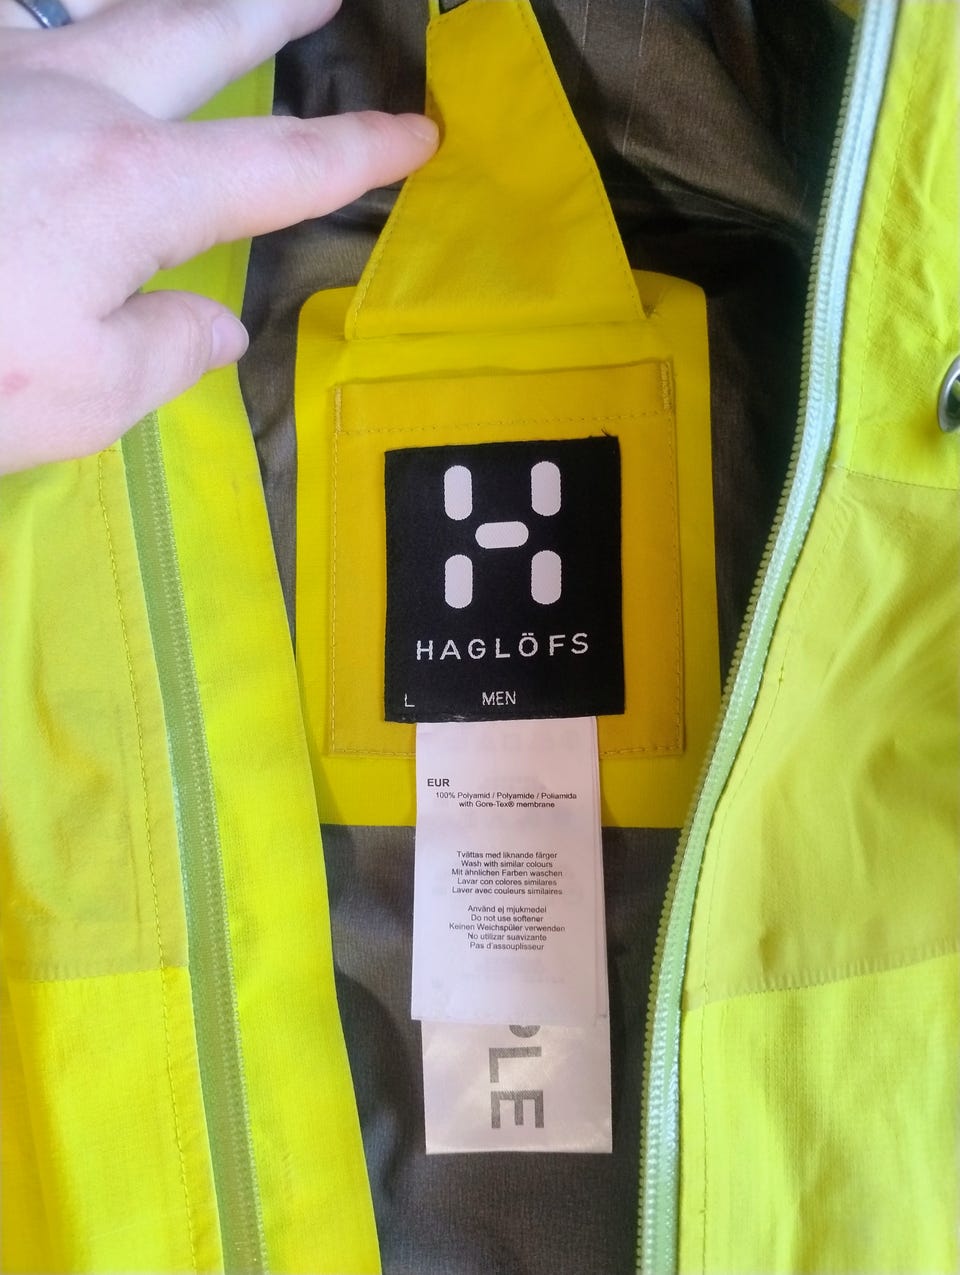 HAGLÖFS
L MEN
EUR
100% Polyamid / Polyamide / Poliamida
with Gore-Tex® membrane
Tvättas med liknande färger
Wash with similar colours
Mit ähnlichen Farben waschen
Lavar con colores similares
Laver avec couleurs similaires
Använd ej mjukmedel
Do not use softener
Keinen Weichspüler verwenden
No utilizar suavizante
Pas d'assouplisseur
PLE